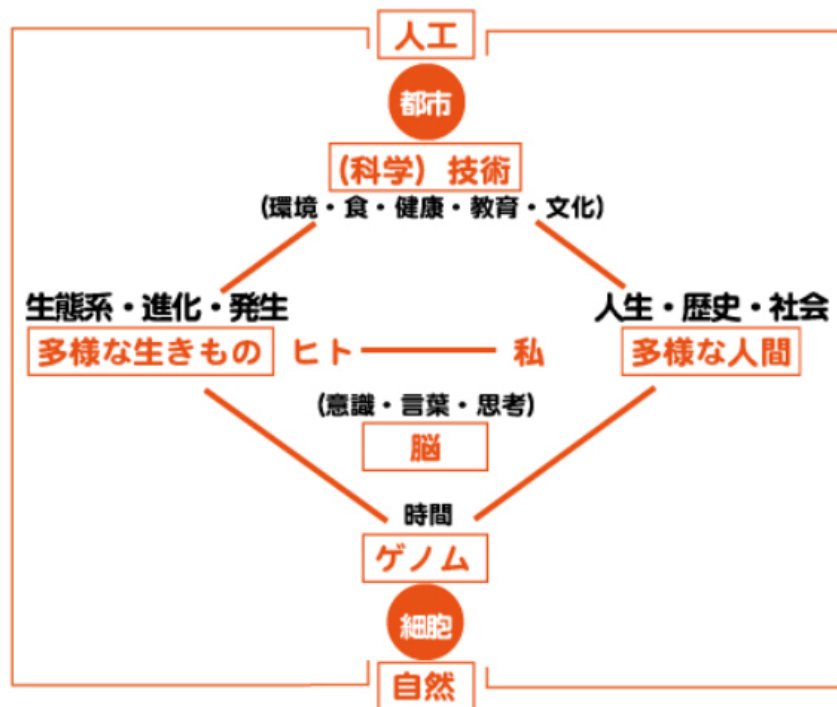 人工
都市
(科学) 技術
(環境・食・健康・教育・文化)
生態系・進化・発生
人生・歴史・社会
多様な生きもの
ヒト
私
多様な人間
(意識・言葉・思考)
脳
時間
ゲノム
細胞
自然